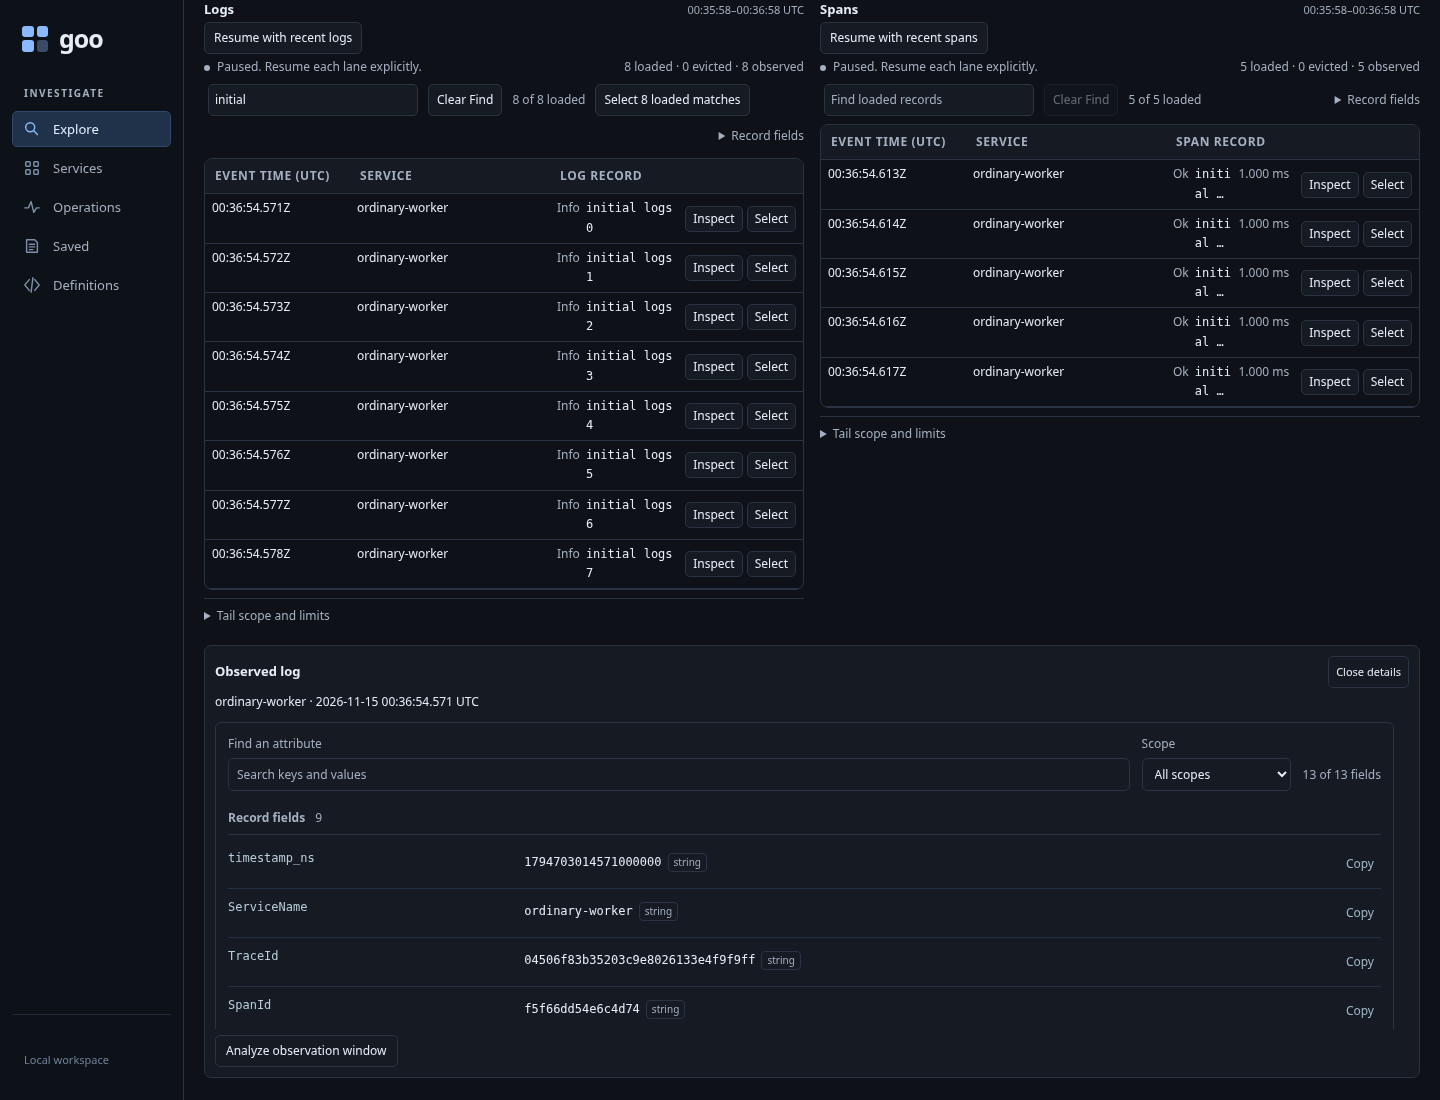 goo
INVESTIGATE
Explore
Services
Operations
Saved
Definitions
Local workspace
Logs
00:35:58–00:36:58 UTC
Resume with recent logs
Paused. Resume each lane explicitly.
8 loaded · 0 evicted · 8 observed
initial
Clear Find
8 of 8 loaded
Select 8 loaded matches
Record fields
EVENT TIME (UTC) SERVICE LOG RECORD
00:36:54.571Z ordinary-worker Info initial logs Inspect Select
0
00:36:54.572Z ordinary-worker Info initial logs Inspect Select
1
00:36:54.573Z ordinary-worker Info initial logs Inspect Select
2
00:36:54.574Z ordinary-worker Info initial logs Inspect Select
3
00:36:54.575Z ordinary-worker Info initial logs Inspect Select
4
00:36:54.576Z ordinary-worker Info initial logs Inspect Select
5
00:36:54.577Z ordinary-worker Info initial logs Inspect Select
6
00:36:54.578Z ordinary-worker Info initial logs Inspect Select
7
Tail scope and limits
Spans
00:35:58–00:36:58 UTC
Resume with recent spans
Paused. Resume each lane explicitly.
5 loaded · 0 evicted · 5 observed
Find loaded records
Clear Find
5 of 5 loaded
Record fields
EVENT TIME (UTC) SERVICE SPAN RECORD
00:36:54.613Z ordinary-worker Ok initi 1.000 ms Inspect Select
al …
00:36:54.614Z ordinary-worker Ok initi 1.000 ms Inspect Select
al …
00:36:54.615Z ordinary-worker Ok initi 1.000 ms Inspect Select
al …
00:36:54.616Z ordinary-worker Ok initi 1.000 ms Inspect Select
al …
00:36:54.617Z ordinary-worker Ok initi 1.000 ms Inspect Select
al …
Tail scope and limits
Observed log
Close details
ordinary-worker · 2026-11-15 00:36:54.571 UTC
Find an attribute
Scope
Search keys and values
All scopes
13 of 13 fields
Record fields 9
timestamp_ns 1794703014571000000 string Copy
ServiceName ordinary-worker string Copy
TraceId 04506f83b35203c9e8026133e4f9f9ff string Copy
SpanId f5f66dd54e6c4d74 string Copy
Analyze observation window